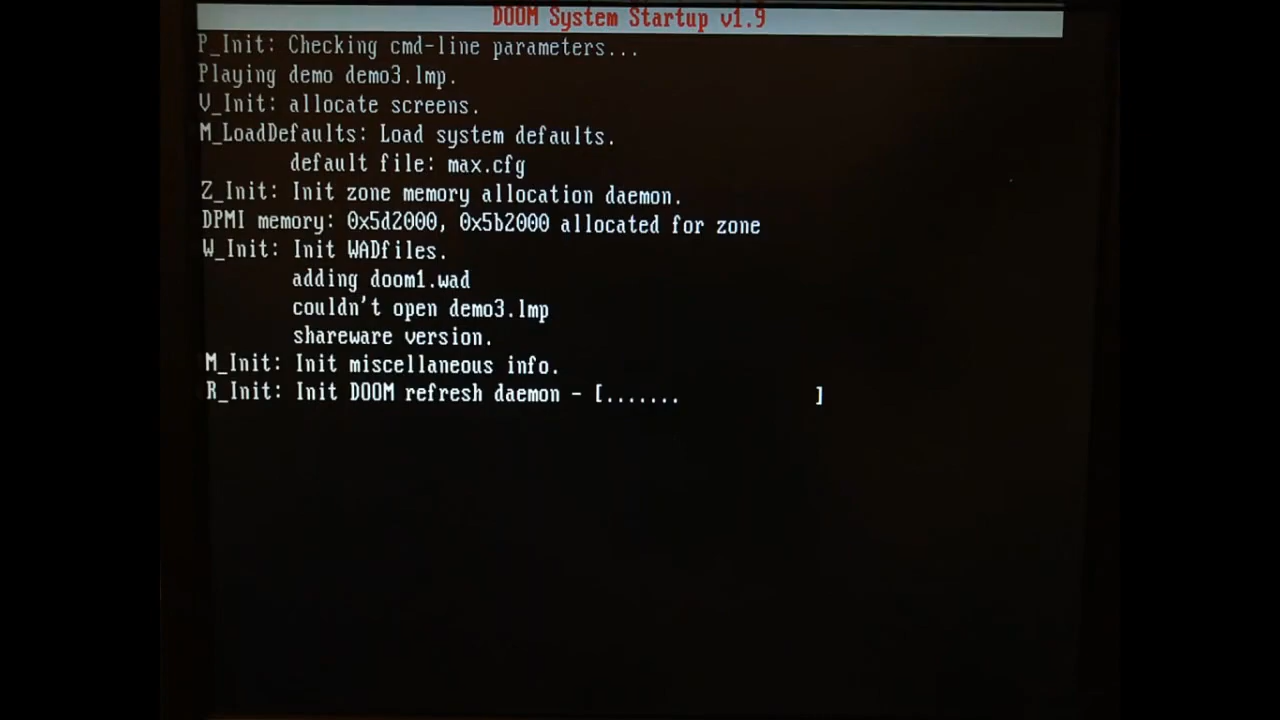 DOOM System Startup v1.9
P_Init: Checking cmd-line parameters...
Playing demo demo3.lmp.
V_Init: allocate screens.
M_LoadDefaults: Load system defaults.
default file: max.cfg
Z_Init: Init zone memory allocation daemon.
DPMI memory: 0x5d2000, 0x5b2000 allocated for zone
W_Init: Init WADfiles.
adding doom1.wad
couldn't open demo3.lmp
shareware version.
M_Init: Init miscellaneous info.
R_Init: Init DOOM refresh daemon - [.......               ]